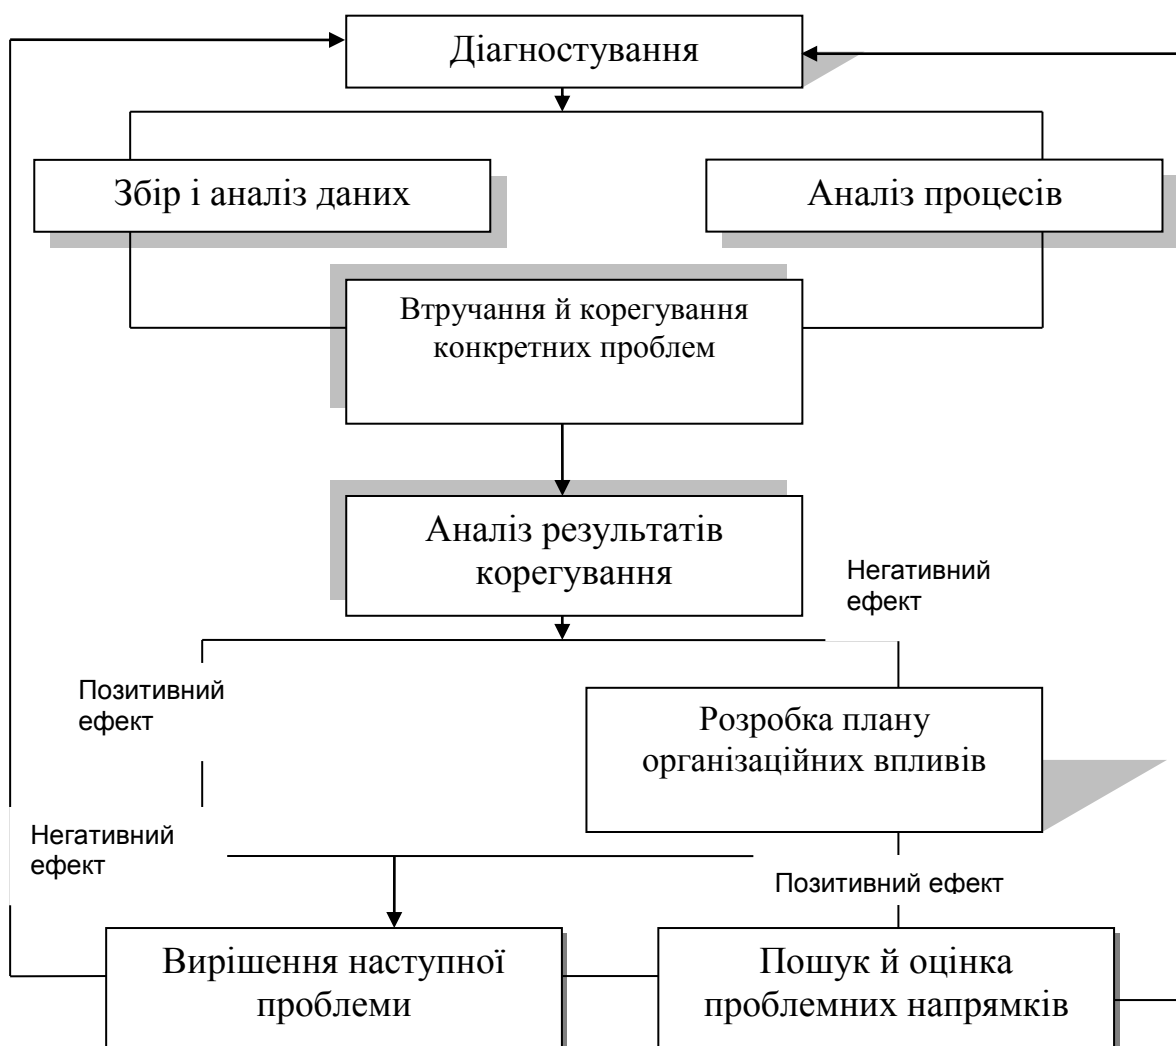 Діагностування
Збір і аналіз даних
Аналіз процесів
Втручання й корегування
конкретних проблем
Аналіз результатів
корегування
Негативний
ефект
Позитивний
ефект
Розробка плану
організаційних впливів
Негативний
ефект
Позитивний ефект
Вирішення наступної
проблеми
Пошук й оцінка
проблемних напрямків